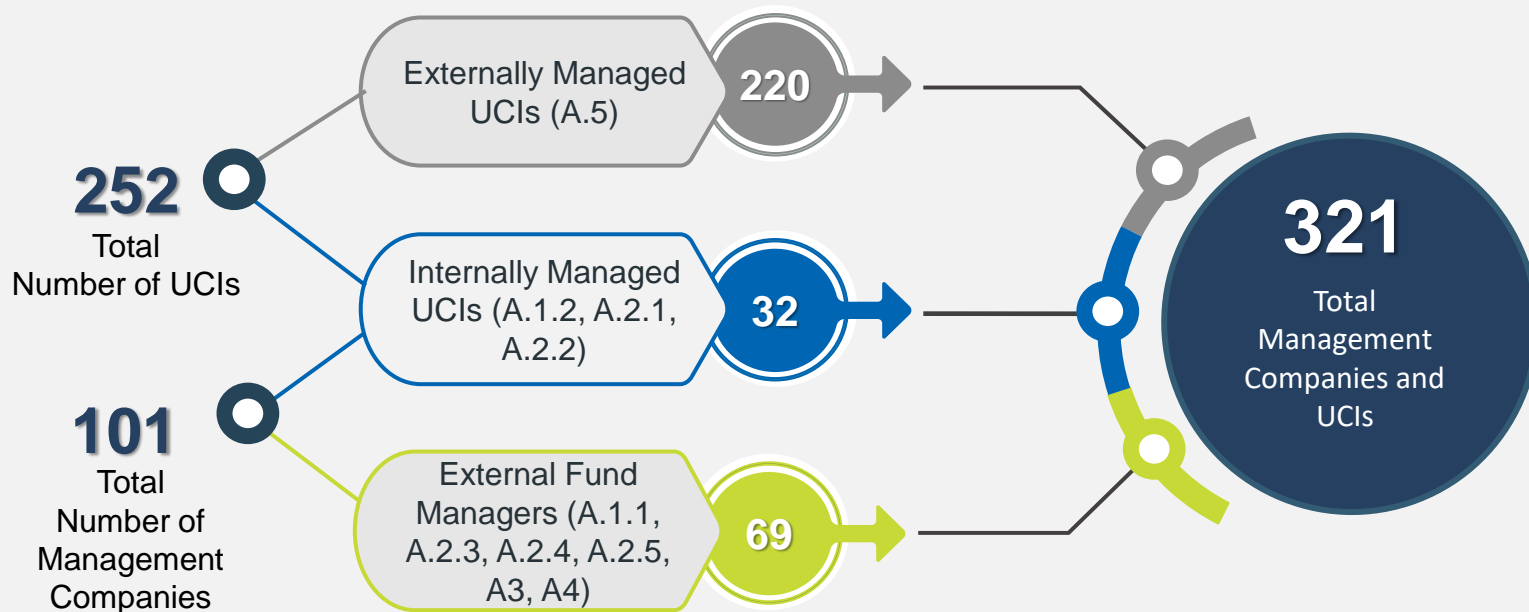 252
Total
Number of UCIs
101
Total
Number of
Management
Companies
Externally Managed
UCIs (A.5)
220
Internally Managed
UCIs (A.1.2, A.2.1,
A.2.2)
32
External Fund
Managers (A.1.1,
A.2.3, A.2.4, A.2.5,
A3, A4)
69
321
Total
Management
Companies and
UCIs